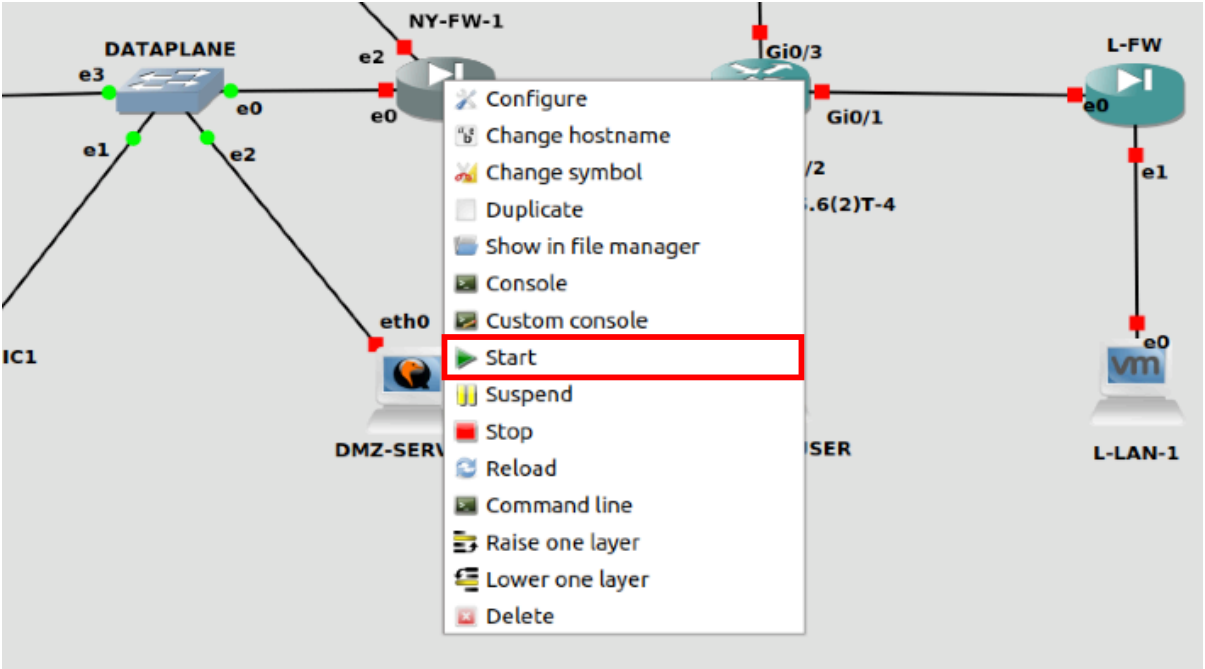 NY-FW-1
DATAPLANE
L-FW
e3
e2
Gi0/3
e0
e0
Gi0/1
e0
e1
e2
e1
/2
.6(2)T-4
Configure
Change hostname
Change symbol
Duplicate
Show in file manager
Console
Custom console
Start
Suspend
Stop
Reload
Command line
Raise one layer
Lower one layer
Delete
eth0
IC1
e0
vm
DMZ-SERV
SER
L-LAN-1